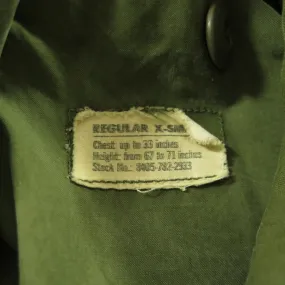 REGULAR X-SM
Chest: up to 33 inches
Height: from 67 to 71 inches
Stock No.: 8405-782-2933